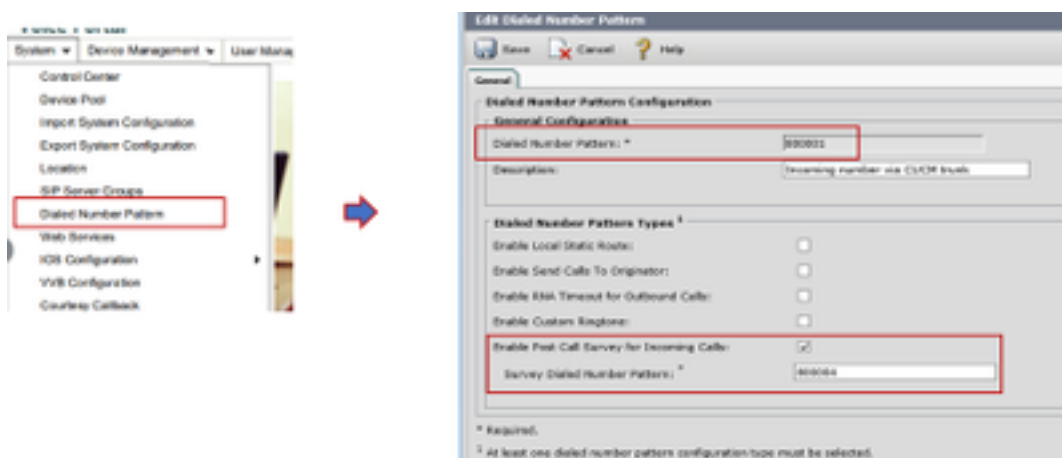 System Device Management User Manag
Control Center
Device Pool
Import System Configuration
Export System Configuration
Location
SIP Server Groups
Dialed Number Pattern
Web Services
IOS Configuration
VVB Configuration
Courtesy Callback
Edit Dialed Number Pattern
Save Cancel Help
General
Dialed Number Pattern Configuration
General Configuration
Dialed Number Pattern: * 800031
Description: Incoming number via CUCM trunk
Dialed Number Pattern Types 1
Enable Local Static Route:
Enable Send Calls To Originator:
Enable RNA Timeout for Outbound Calls:
Enable Custom Ringtone:
Enable Post Call Survey for Incoming Calls:
Survey Dialed Number Pattern: *
* Required.
1 At least one dialed number pattern configuration type must be selected.